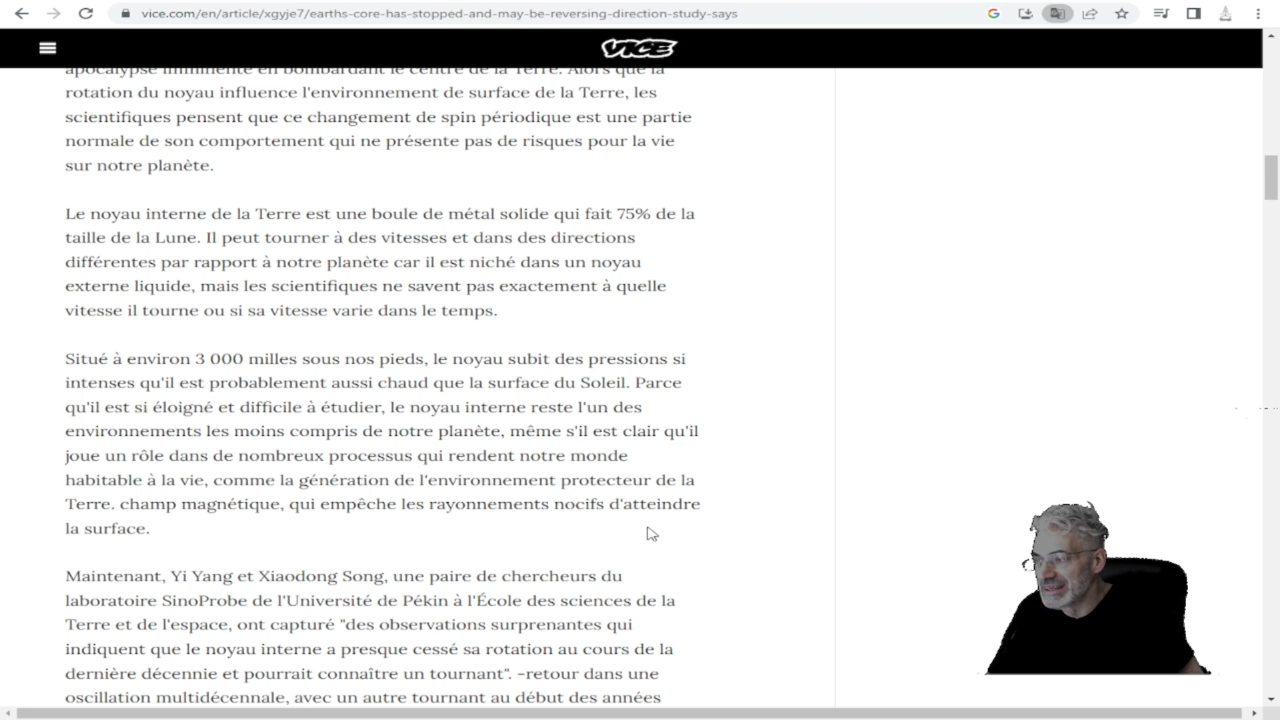 vice.com/en/article/xgyje7/earths-core-has-stopped-and-may-be-reversing-direction-study-says
VICE
apocalypse imminente en bombardant le centre de la Terre. Alors que la
rotation du noyau influence l'environnement de surface de la Terre, les
scientifiques pensent que ce changement de spin périodique est une partie
normale de son comportement qui ne présente pas de risques pour la vie
sur notre planète.
Le noyau interne de la Terre est une boule de métal solide qui fait 75% de la
taille de la Lune. Il peut tourner à des vitesses et dans des directions
différentes par rapport à notre planète car il est niché dans un noyau
externe liquide, mais les scientifiques ne savent pas exactement à quelle
vitesse il tourne ou si sa vitesse varie dans le temps.
Situé à environ 3 000 milles sous nos pieds, le noyau subit des pressions si
intenses qu'il est probablement aussi chaud que la surface du Soleil. Parce
qu'il est si éloigné et difficile à étudier, le noyau interne reste l'un des
environnements les moins compris de notre planète, même s'il est clair qu'il
joue un rôle dans de nombreux processus qui rendent notre monde
habitable à la vie, comme la génération de l'environnement protecteur de la
Terre. champ magnétique, qui empêche les rayonnements nocifs d'atteindre
la surface.
Maintenant, Yi Yang et Xiaodong Song, une paire de chercheurs du
laboratoire SinoProbe de l'Université de Pékin à l'École des sciences de la
Terre et de l'espace, ont capturé "des observations surprenantes qui
indiquent que le noyau interne a presque cessé sa rotation au cours de la
dernière décennie et pourrait connaître un tournant". -retour dans une
oscillation multidécennale, avec un autre tournant au début des années